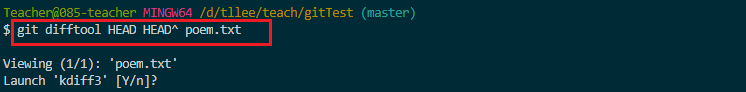 Teacher@085-teacher MINGW64 /d/tllee/teach/gitTest (master)
$ git difftool HEAD HEAD^ poem.txt
Viewing (1/1): 'poem.txt'
Launch 'kdiff3' [Y/n]?